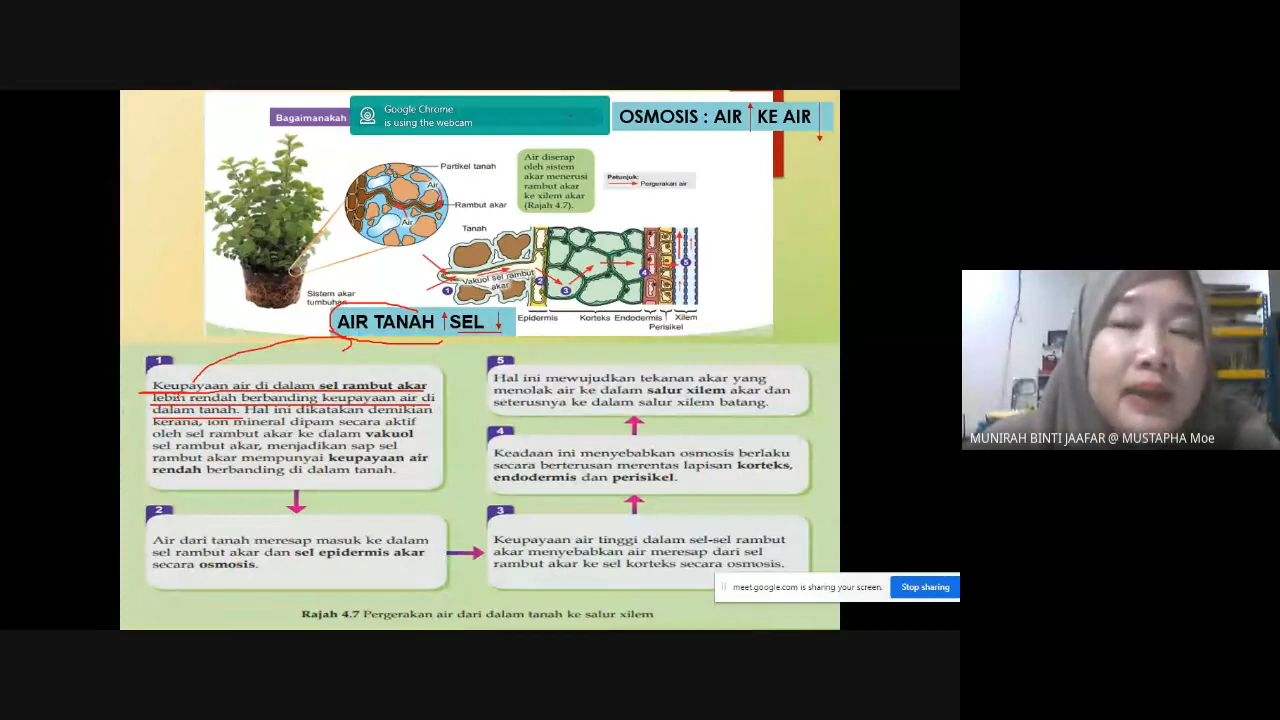 Bagaimanakah
Google Chrome
is using the webcam
OSMOSIS : AIR KE AIR
Partikel tanah
Air
Rambut akar
Air
Air diserap
oleh sistem
akar menerusi
rambut akar
ke xilem akar
(Rajah 4.7).
Petunjuk:
Pergerakan air
Tanah
Vakuol sel rambut
akar
1
2
3
4
5
Sistem akar
tumbuhan
AIR TANAH SEL
Epidermis
Korteks
Endodermis
Perisikel
Xilem
1
Keupayaan air di dalam sel rambut akar
lebih rendah berbanding keupayaan air di
dalam tanah. Hal ini dikatakan demikian
kerana, ion mineral dipam secara aktif
oleh sel rambut akar ke dalam vakuol
sel rambut akar, menjadikan sap sel
rambut akar mempunyai keupayaan air
rendah berbanding di dalam tanah.
2
Air dari tanah meresap masuk ke dalam
sel rambut akar dan sel epidermis akar
secara osmosis.
3
Keupayaan air tinggi dalam sel-sel rambut
akar menyebabkan air meresap dari sel
rambut akar ke sel korteks secara osmosis.
4
Keadaan ini menyebabkan osmosis berlaku
secara berterusan merentas lapisan korteks,
endodermis dan perisikel.
5
Hal ini mewujudkan tekanan akar yang
menolak air ke dalam salur xilem akar dan
seterusnya ke dalam salur xilem batang.
Rajah 4.7 Pergerakan air dari dalam tanah ke salur xilem
meet.google.com is sharing your screen.
Stop sharing
MUNIRAH BINTI JAAFAR @ MUSTAPHA Moe